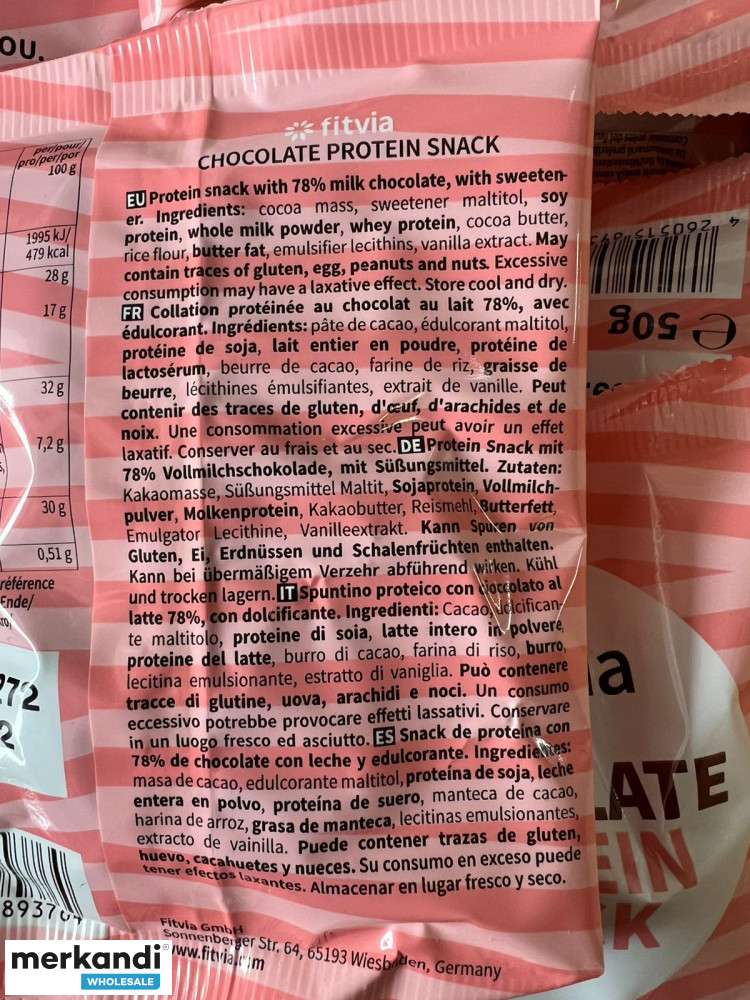 OU.
per/pour/
pro/per/por
100 g
1995 kJ/
479 kcal
28 g
17 g
32 g
7,2 g
30 g
0,51 g
référence
Ende/
272
2
fitvia
CHOCOLATE PROTEIN SNACK
EU Protein snack with 78% milk chocolate, with sweeten-
er. Ingredients: cocoa mass, sweetener maltitol, soy
protein, whole milk powder, whey protein, cocoa butter,
rice flour, butter fat, emulsifier lecithins, vanilla extract. May
contain traces of gluten, egg, peanuts and nuts. Excessive
consumption may have a laxative effect. Store cool and dry.
FR Collation protéinée au chocolat au lait 78%, avec
édulcorant. Ingrédients: pâte de cacao, édulcorant maltitol,
protéine de soja, lait entier en poudre, protéine de
lactosérum, beurre de cacao, farine de riz, graisse de
beurre, lécithines émulsifiantes, extrait de vanille. Peut
contenir des traces de gluten, d'œuf, d'arachides et de
noix. Une consommation excessive peut avoir un effet
laxatif. Conserver au frais et au sec. DE Protein Snack mit
78% Vollmilchschokolade, mit Süßungsmittel. Zutaten:
Kakaomasse, Süßungsmittel Maltit, Sojaprotein, Vollmilch-
pulver, Molkenprotein, Kakaobutter, Reismehl, Butterfett,
Emulgator Lecithine, Vanilleextrakt. Kann Spuren von
Gluten, Ei, Erdnüssen und Schalenfrüchten enthalten.
Kann bei übermäßigem Verzehr abführend wirken. Kühl
und trocken lagern. IT Spuntino proteico con cioccolato al
latte 78%, con dolcificante. Ingredienti: Cacao, dolcifican-
te maltitolo, proteine di soia, latte intero in polvere,
proteine del latte, burro di cacao, farina di riso, burro,
lecitina emulsionante, estratto di vaniglia. Può contenere
tracce di glutine, uova, arachidi e noci. Un consumo
eccessivo potrebbe provocare effetti lassativi. Conservare
in un luogo fresco ed asciutto. ES Snack de proteína con
78% de chocolate con leche y edulcorante. Ingredientes:
masa de cacao, edulcorante maltitol, proteína de soja, leche
entera en polvo, proteína de suero, manteca de cacao,
harina de arroz, grasa de manteca, lecitinas emulsionantes,
extracto de vainilla. Puede contener trazas de gluten,
huevo, cacahuetes y nueces. Su consumo en exceso puede
tener efectos laxantes. Almacenar en lugar fresco y seco.
Fitvia GmbH
Sonnenberger Str. 64, 65193 Wiesbaden, Germany
www.fitvia.com
℮ 50g
ia
LATE
EIN
CK
merkandi
WHOLESALE